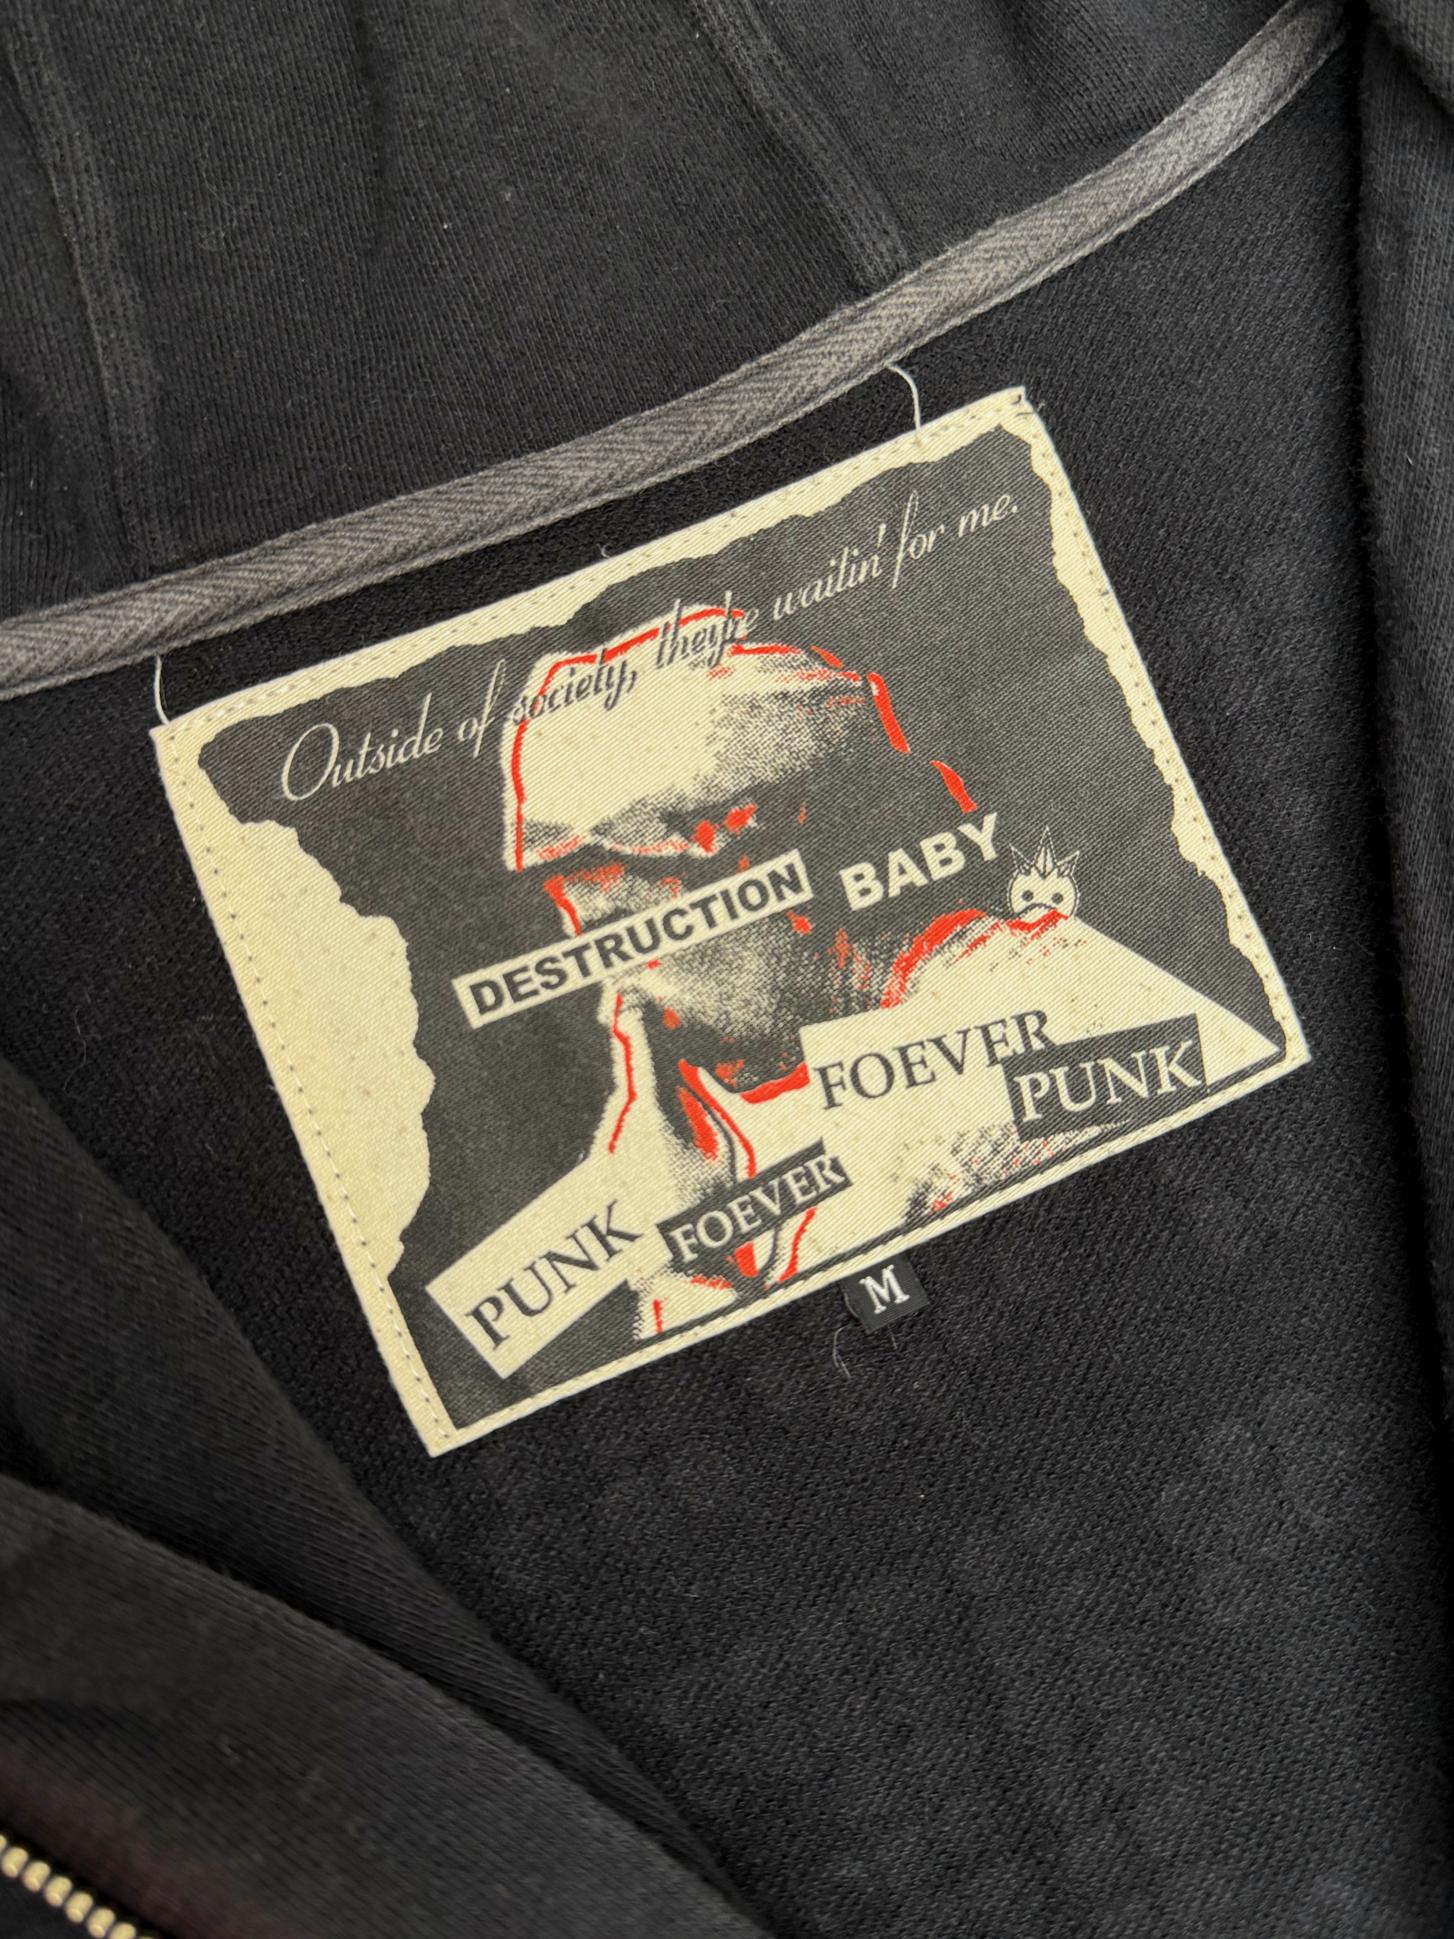 Outside of society, they're waitin' for me.
DESTRUCTION BABY
FOEVER
PUNK
FOEVER
PUNK
M